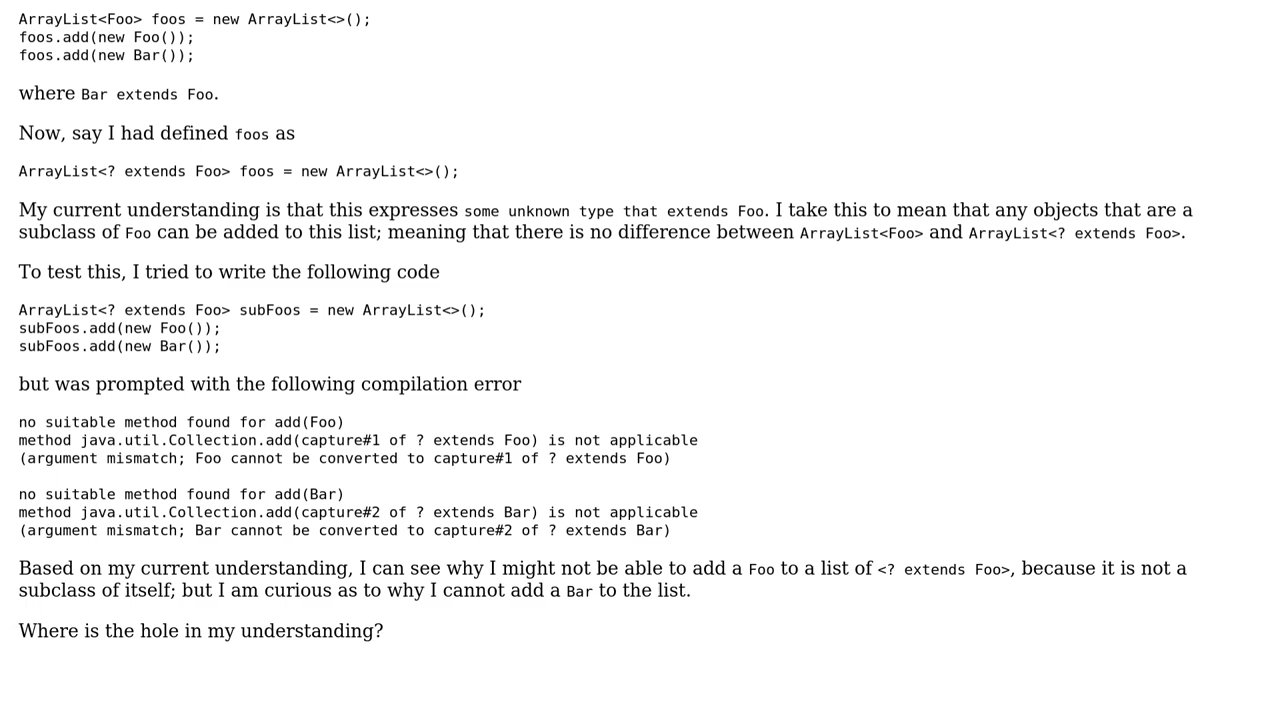 ArrayList<Foo> foos = new ArrayList<>();
foos.add(new Foo());
foos.add(new Bar());
where Bar extends Foo.
Now, say I had defined foos as
ArrayList<? extends Foo> foos = new ArrayList<>();
My current understanding is that this expresses some unknown type that extends Foo. I take this to mean that any objects that are a
subclass of Foo can be added to this list; meaning that there is no difference between ArrayList<Foo> and ArrayList<? extends Foo>.
To test this, I tried to write the following code
ArrayList<? extends Foo> subFoos = new ArrayList<>();
subFoos.add(new Foo());
subFoos.add(new Bar());
but was prompted with the following compilation error
no suitable method found for add(Foo)
method java.util.Collection.add(capture#1 of ? extends Foo) is not applicable
(argument mismatch; Foo cannot be converted to capture#1 of ? extends Foo)
no suitable method found for add(Bar)
method java.util.Collection.add(capture#2 of ? extends Bar) is not applicable
(argument mismatch; Bar cannot be converted to capture#2 of ? extends Bar)
Based on my current understanding, I can see why I might not be able to add a Foo to a list of <? extends Foo>, because it is not a
subclass of itself; but I am curious as to why I cannot add a Bar to the list.
Where is the hole in my understanding?